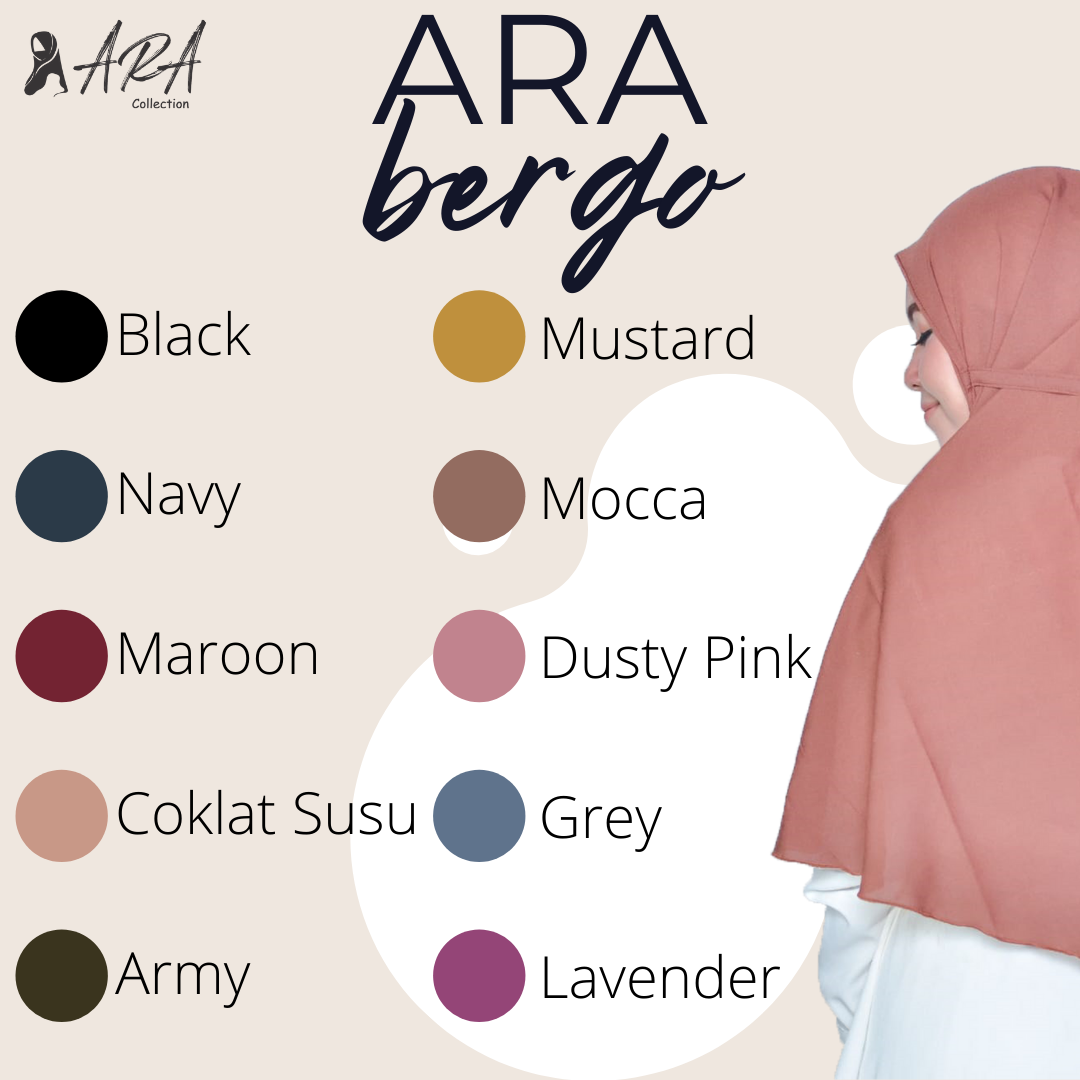 ARA
Collection
ARA
bergo
Black
Navy
Maroon
Coklat Susu
Army
Mustard
Mocca
Dusty Pink
Grey
Lavender